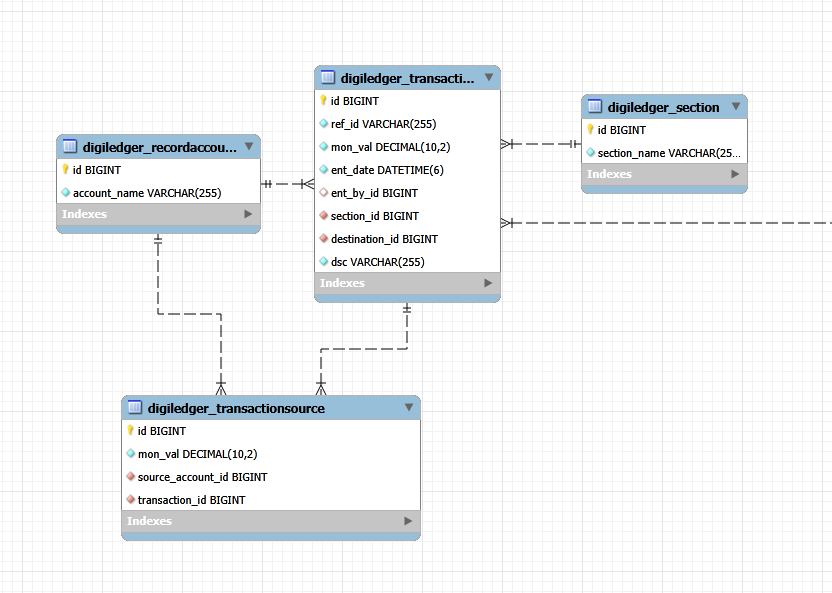 digiledger_transacti...
id BIGINT
ref_id VARCHAR(255)
mon_val DECIMAL(10,2)
ent_date DATETIME(6)
ent_by_id BIGINT
section_id BIGINT
destination_id BIGINT
dsc VARCHAR(255)
Indexes
digiledger_section
id BIGINT
section_name VARCHAR(25...
Indexes
digiledger_recordaccou...
id BIGINT
account_name VARCHAR(255)
Indexes
digiledger_transactionsource
id BIGINT
mon_val DECIMAL(10,2)
source_account_id BIGINT
transaction_id BIGINT
Indexes